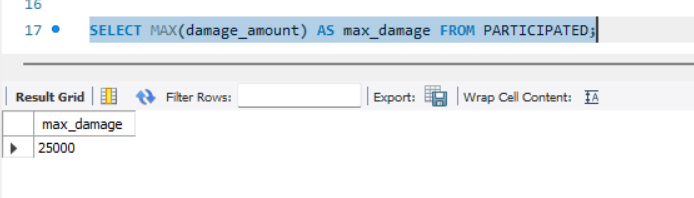 16
17 SELECT MAX(damage_amount) AS max_damage FROM PARTICIPATED;
Result Grid Filter Rows: Export: Wrap Cell Content: IA
max_damage
25000